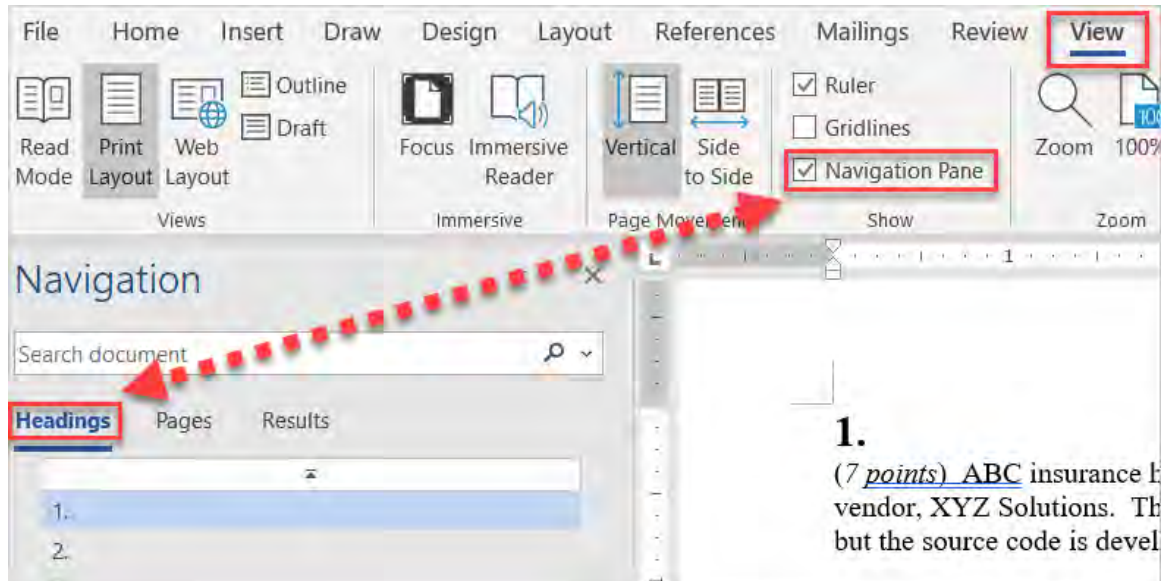 File Home Insert Draw Design Layout References Mailings Review View
Read Mode
Print Layout
Web Layout
Outline
Draft
Views
Focus
Immersive Reader
Immersive
Vertical
Side to Side
Page Movement
Ruler
Gridlines
Navigation Pane
Show
Zoom
100%
Zoom
Navigation
Search document
Headings Pages Results
1.
2.
L
1
1.
(7 points) ABC insurance h
vendor, XYZ Solutions. Th
but the source code is devel